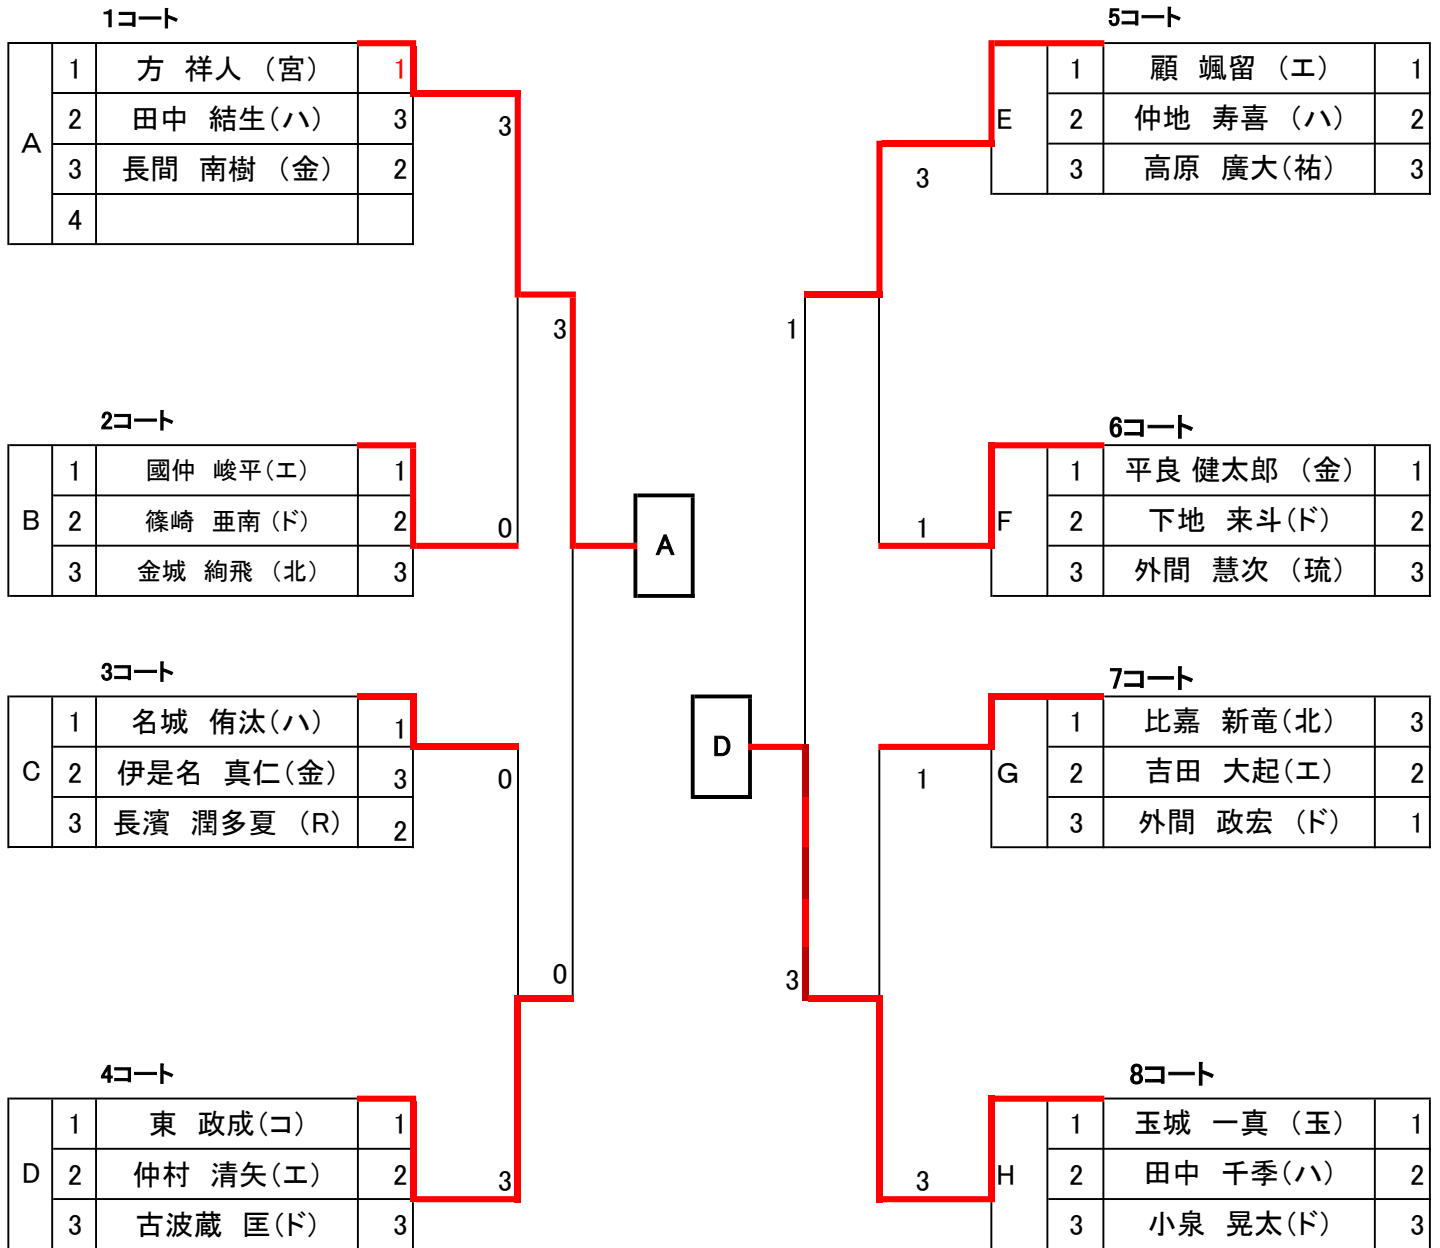 1コート
A
1 方 祥人 （宮） 1
2 田中 結生(ハ) 3
3 長間 南樹 （金） 2
4
3
3
2コート
B
1 國仲 峻平(エ) 1
2 篠崎 亜南(ド) 2
3 金城 絢飛 （北） 3
0
A
3コート
C
1 名城 侑汰(ハ) 1
2 伊是名 真仁(金) 3
3 長濱 潤多夏 （R） 2
0
0
4コート
D
1 東 政成(コ) 1
2 仲村 清矢(エ) 2
3 古波蔵 匡(ド) 3
3
5コート
E
1 顧 颯留 （エ） 1
2 仲地 寿喜 （ハ） 2
3 高原 廣大(祐) 3
3
1
6コート
F
1 平良 健太郎 （金） 1
2 下地 来斗(ド) 2
3 外間 慧次 （琉） 3
1
D
7コート
G
1 比嘉 新竜(北) 3
2 吉田 大起(エ) 2
3 外間 政宏 （ド） 1
1
3
8コート
H
1 玉城 一真 （玉） 1
2 田中 千季(ハ) 2
3 小泉 晃太(ド) 3
3